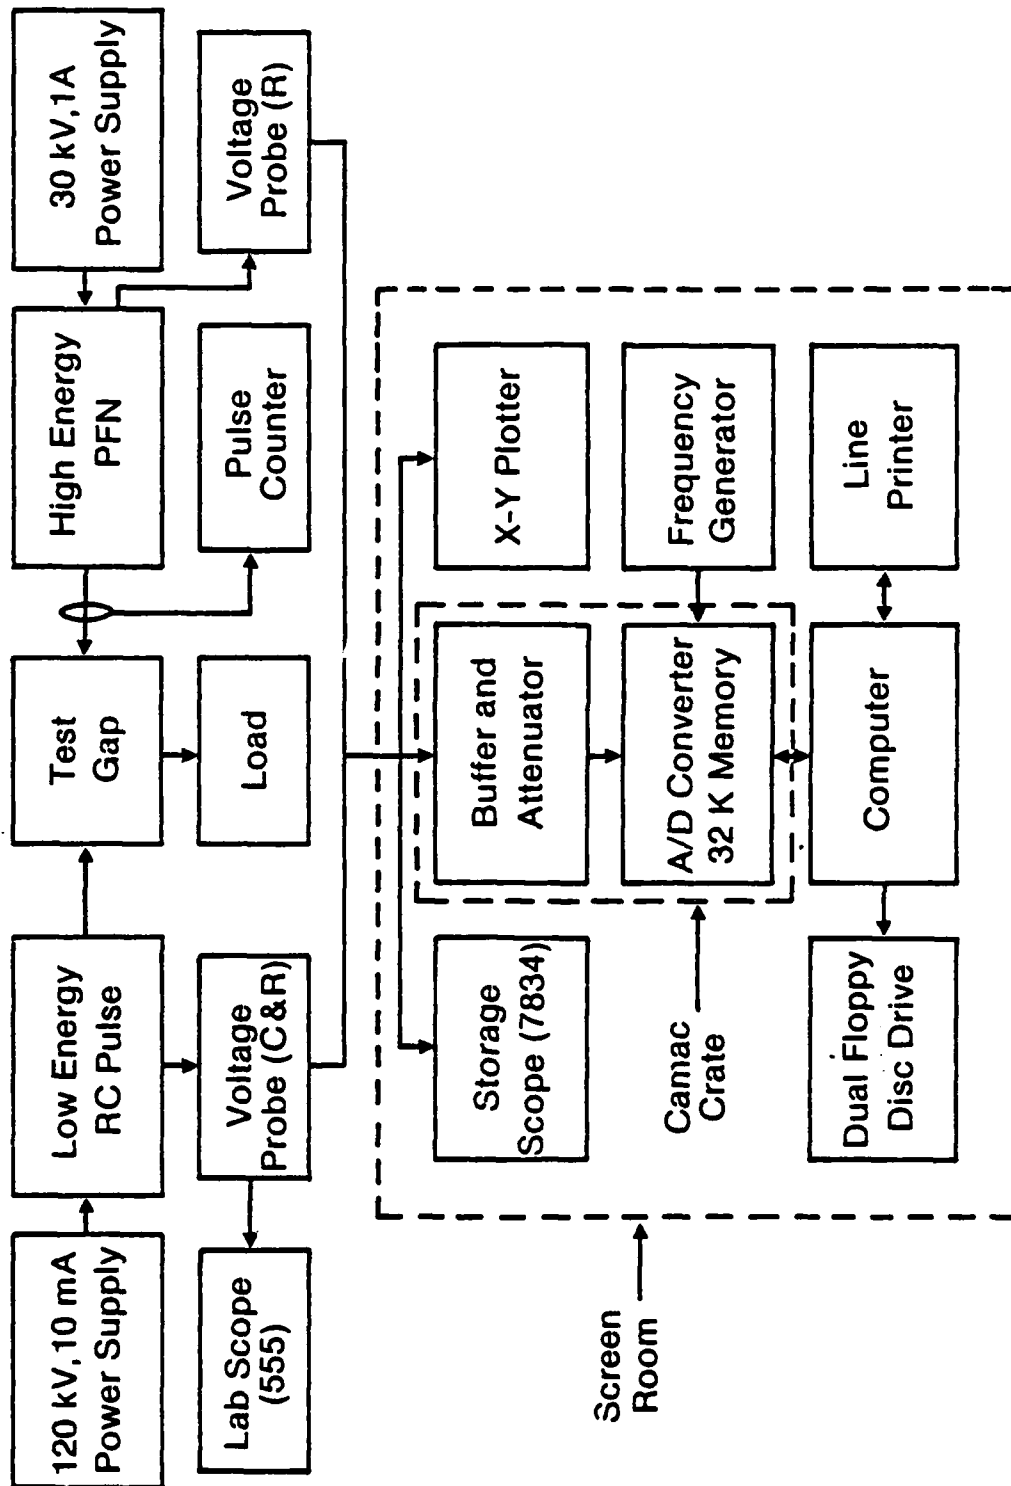 120 kV, 10 mA
Power Supply
Low Energy
RC Pulse
Test
Gap
High Energy
PFN
30 kV, 1A
Power Supply
Lab Scope
(555)
Voltage
Probe (C&R)
Load
Pulse
Counter
Voltage
Probe (R)
Screen
Room
Storage
Scope (7834)
Buffer and
Attenuator
X-Y Plotter
Camac
Crate
A/D Converter
32 K Memory
Frequency
Generator
Dual Floppy
Disc Drive
Computer
Line
Printer